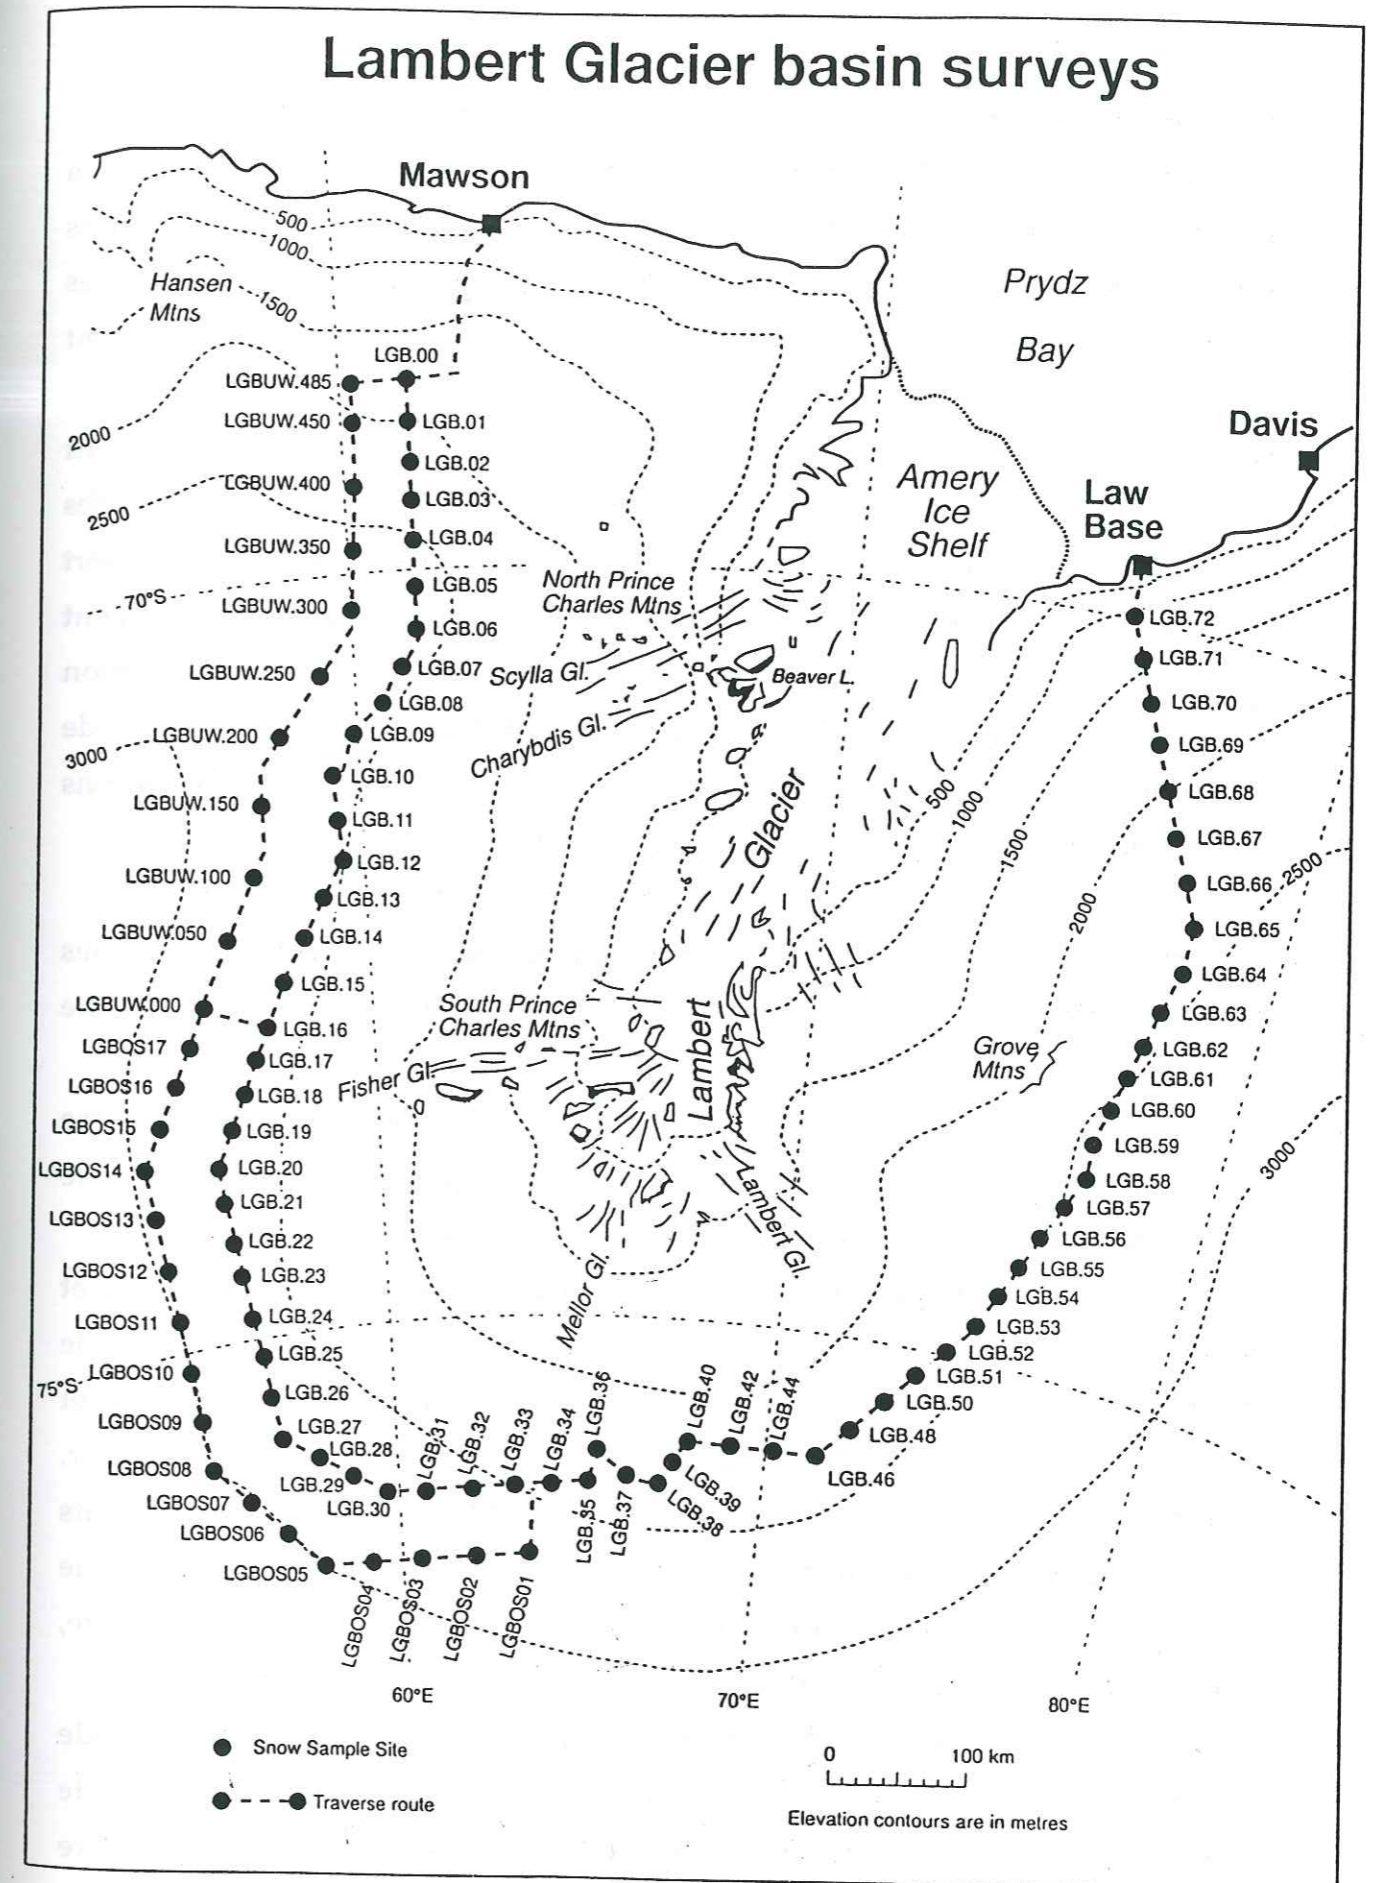 Lambert Glacier basin surveys
Mawson
500
1000
Hansen
Mtns
1500
Prydz
Bay
LGB.00
LGBUW.485
LGBUW.450
LGB.01
2000
LGB.02
Davis
LGBUW.400
LGB.03
2500
LGB.04
LGBUW.350
Amery
Ice
Shelf
Law
Base
70°S
LGBUW.300
LGB.05
North Prince
Charles Mtns
LGB.06
LGB.72
LGBUW.250
LGB.07
Scylla Gl.
Beaver L.
LGB.71
LGB.08
LGB.70
LGBUW.200
LGB.09
Charybdis Gl.
LGB.69
3000
LGB.10
LGB.68
LGBUW.150
LGB.11
Glacier
500
1000
1500
LGB.67
LGB.12
LGBUW.100
LGB.13
LGB.66
2500
2000
LGBUW.050
LGB.14
LGB.65
LGB.15
LGB.64
LGBUW.000
LGB.16
South Prince
Charles Mtns
Lambert
LGB.63
LGBOS17
LGB.17
Grove
Mtns
LGB.62
LGBOS16
LGB.18
Fisher Gl.
LGB.61
LGBOS15
LGB.19
LGB.60
LGB.59
LGBOS14
LGB.20
LGB.58
3000
LGB.21
LGB.57
LGBOS13
LGB.22
Lambert Gl.
LGB.56
LGBOS12
LGB.23
LGB.55
Mellor Gl.
LGB.54
LGBOS11
LGB.24
LGB.53
LGB.25
LGB.52
75°S
LGBOS10
LGB.26
LGB.51
LGB.50
LGBOS09
LGB.27
LGB.48
LGBOS08
LGB.28
LGB.29
LGB.30
LGB.31
LGB.32
LGB.33
LGB.34
LGB.35
LGB.36
LGB.37
LGB.38
LGB.39
LGB.40
LGB.42
LGB.44
LGB.46
LGBOS07
LGBOS06
LGBOS05
LGBOS04
LGBOS03
LGBOS02
LGBOS01
60°E
70°E
80°E
Snow Sample Site
Traverse route
0 100 km
Elevation contours are in metres